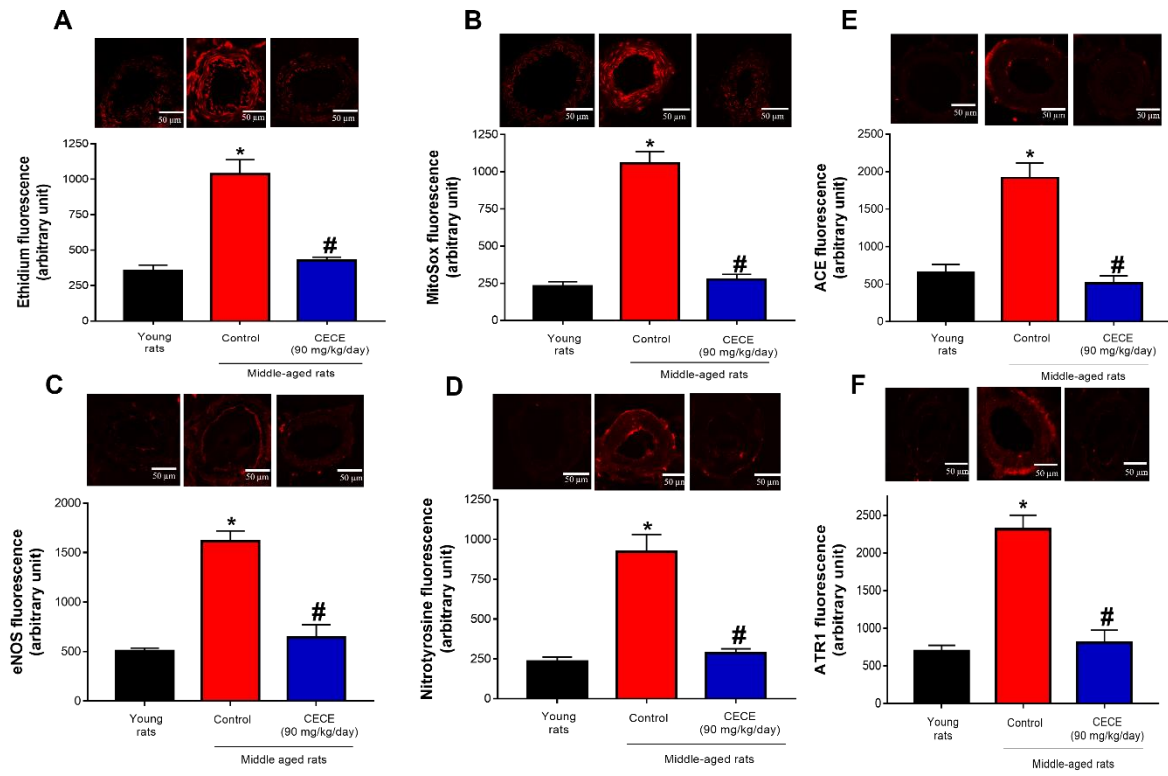 A
50 µm
50 µm
50 µm
Ethidium fluorescence
(arbitrary unit)
1250
1000
750
500
250
0
*
#
Young
rats
Control
CECE
(90 mg/kg/day)
Middle-aged rats
B
50 µm
50 µm
50 µm
MitoSox fluorescence
(arbitrary unit)
1250
1000
750
500
250
0
*
#
Young
rats
Control
CECE
(90 mg/kg/day)
Middle-aged rats
E
50 µm
50 µm
50 µm
ACE fluorescence
(arbitrary unit)
2500
2000
1500
1000
500
0
*
#
Young
rats
Control
CECE
(90 mg/kg/day)
Middle-aged rats
C
50 µm
50 µm
50 µm
eNOS fluorescence
(arbitrary unit)
2000
1500
1000
500
0
*
#
Young
rats
Control
CECE
(90 mg/kg/day)
Middle aged rats
D
50 µm
50 µm
50 µm
Nitrotyrosine fluorescence
(arbitrary unit)
1250
1000
750
500
250
0
*
#
Young
rats
Control
CECE
(90 mg/kg/day)
Middle-aged rats
F
50 µm
50 µm
50 µm
ATR1 fluorescence
(arbitrary unit)
2500
2000
1500
1000
500
0
*
#
Young
rats
Control
CECE
(90 mg/kg/day)
Middle-aged rats